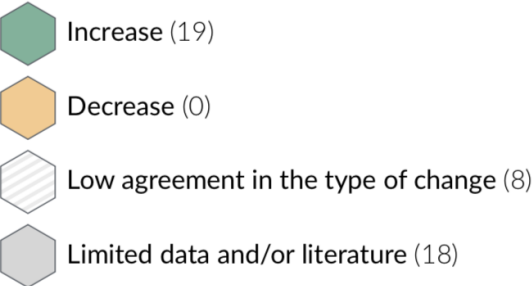 Increase (19)
Decrease (0)
Low agreement in the type of change (8)
Limited data and/or literature (18)